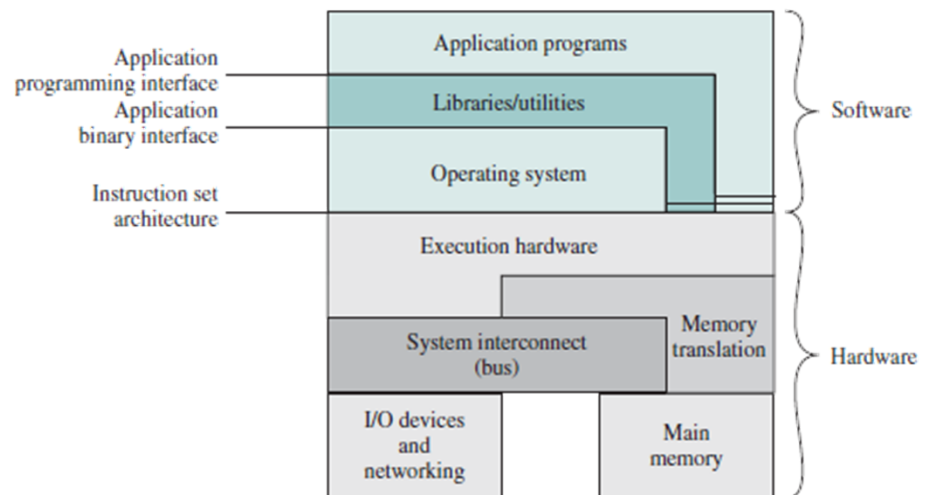 Application programs
Application
programming interface
Libraries/utilities
Application
binary interface
Software
Operating system
Instruction set
architecture
Execution hardware
Memory
translation
System interconnect
(bus)
Hardware
I/O devices
and
networking
Main
memory